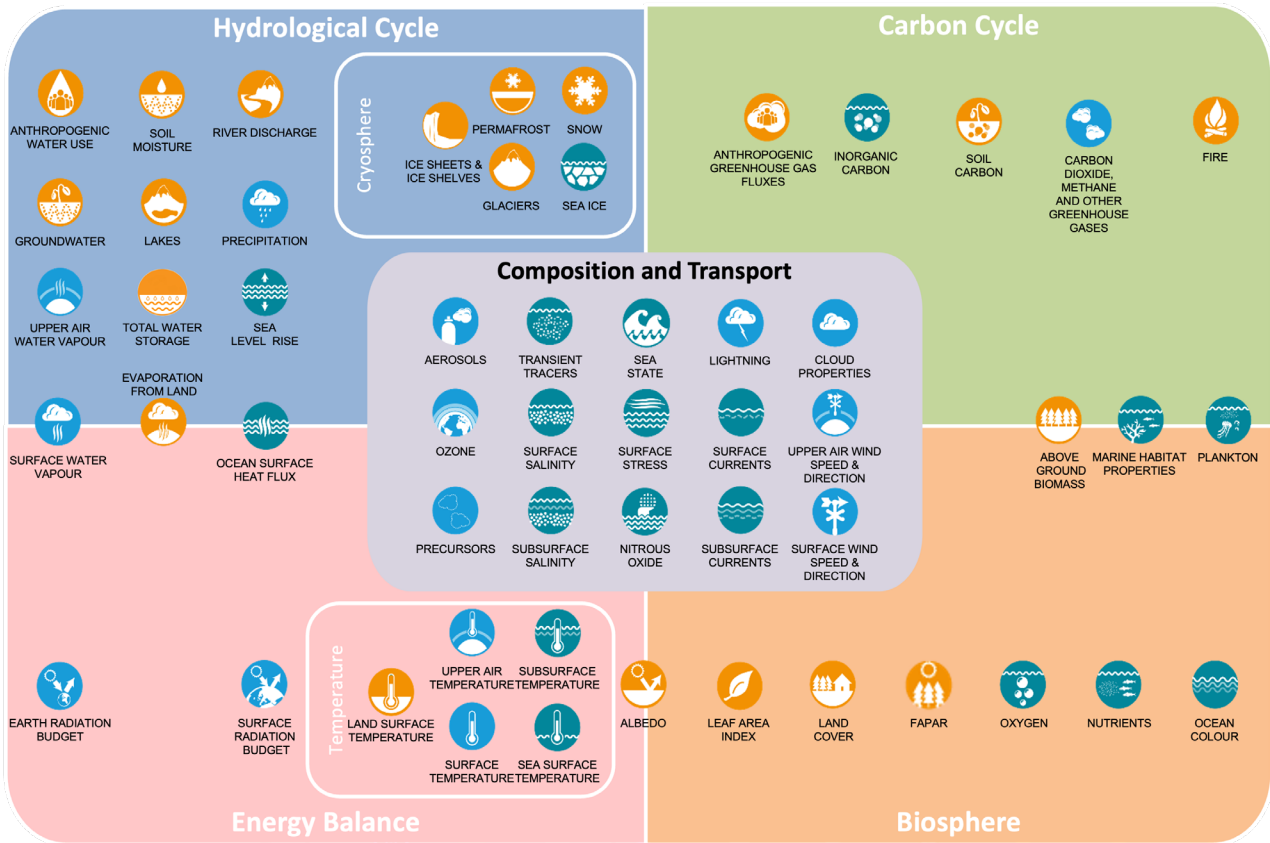 Hydrological Cycle
ANTHROPOGENIC
WATER USE
SOIL
MOISTURE
RIVER DISCHARGE
GROUNDWATER
LAKES
PRECIPITATION
UPPER AIR
WATER VAPOUR
TOTAL WATER
STORAGE
SEA
LEVEL RISE
EVAPORATION
FROM LAND
SURFACE WATER
VAPOUR
OCEAN SURFACE
HEAT FLUX
Cryosphere
PERMAFROST
SNOW
ICE SHEETS &
ICE SHELVES
GLACIERS
SEA ICE
Carbon Cycle
ANTHROPOGENIC
GREENHOUSE GAS
FLUXES
INORGANIC
CARBON
SOIL
CARBON
CARBON
DIOXIDE,
METHANE
AND OTHER
GREENHOUSE
GASES
FIRE
Composition and Transport
AEROSOLS
TRANSIENT
TRACERS
SEA
STATE
LIGHTNING
CLOUD
PROPERTIES
OZONE
SURFACE
SALINITY
SURFACE
STRESS
SURFACE
CURRENTS
UPPER AIR WIND
SPEED &
DIRECTION
PRECURSORS
SUBSURFACE
SALINITY
NITROUS
OXIDE
SUBSURFACE
CURRENTS
SURFACE WIND
SPEED &
DIRECTION
ABOVE
GROUND
BIOMASS
MARINE HABITAT
PROPERTIES
PLANKTON
EARTH RADIATION
BUDGET
SURFACE
RADIATION
BUDGET
Temperature
LAND SURFACE
TEMPERATURE
UPPER AIR
TEMPERATURE
SUBSURFACE
TEMPERATURE
SURFACE
TEMPERATURE
SEA SURFACE
TEMPERATURE
ALBEDO
LEAF AREA
INDEX
LAND
COVER
FAPAR
OXYGEN
NUTRIENTS
OCEAN
COLOUR
Energy Balance
Biosphere